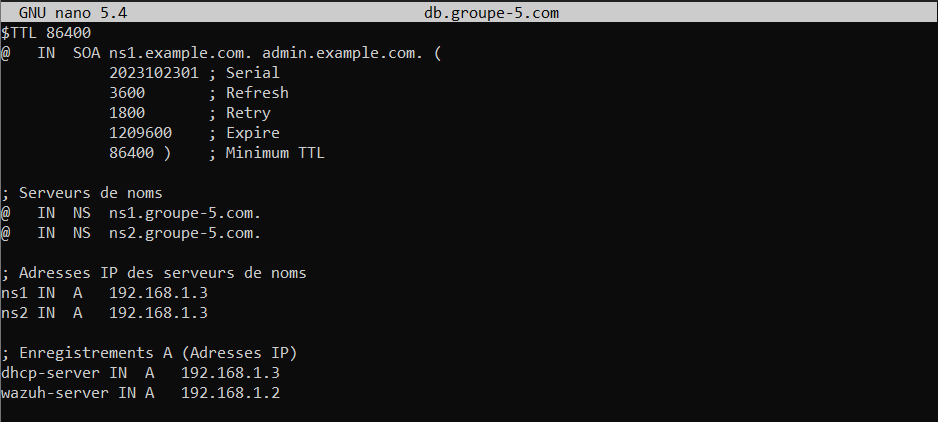 GNU nano 5.4 db.groupe-5.com
$TTL 86400
@ IN SOA ns1.example.com. admin.example.com. (
2023102301 ; Serial
3600 ; Refresh
1800 ; Retry
1209600 ; Expire
86400 ) ; Minimum TTL
; Serveurs de noms
@ IN NS ns1.groupe-5.com.
@ IN NS ns2.groupe-5.com.
; Adresses IP des serveurs de noms
ns1 IN A 192.168.1.3
ns2 IN A 192.168.1.3
; Enregistrements A (Adresses IP)
dhcp-server IN A 192.168.1.3
wazuh-server IN A 192.168.1.2